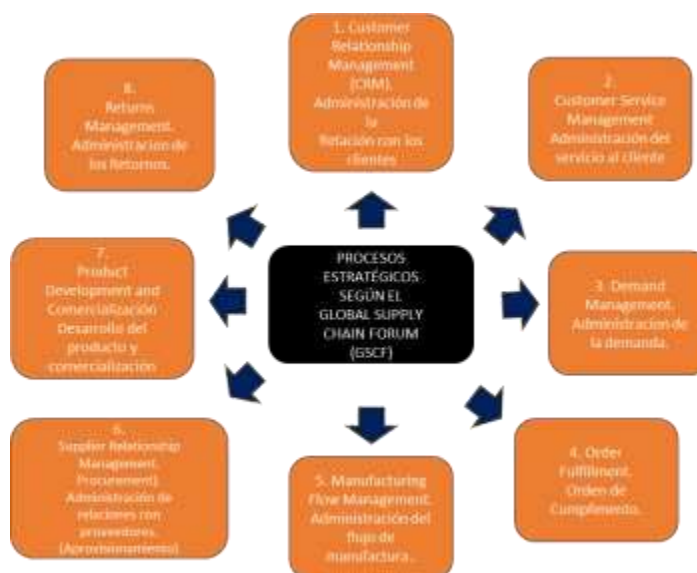 PROCESOS
ESTRATÉGICOS
SEGÚN EL
GLOBAL SUPPLY
CHAIN FORUM
(GSCF)
1. Customer
Relationship
Management
(CRM).
Administración de
la
Relación con los
clientes
2.
Customer Service
Management
Administración del
servicio al cliente
3. Demand
Management.
Administracion de
la demanda.
4. Order
Fulfillment.
Orden de
Cumplimento.
5. Manufacturing
Flow Management.
Administración del
flujo de
manufactura..
6.
Supplier Relationship
Management.
Procurement).
Administración de
relaciones con
proveedores.
(Aprovisionamiento)
7.
Product
Development and
Comercialización
Desarrollo del
producto y
comercialización
8.
Returns
Management.
Administracion de
los Retornos.